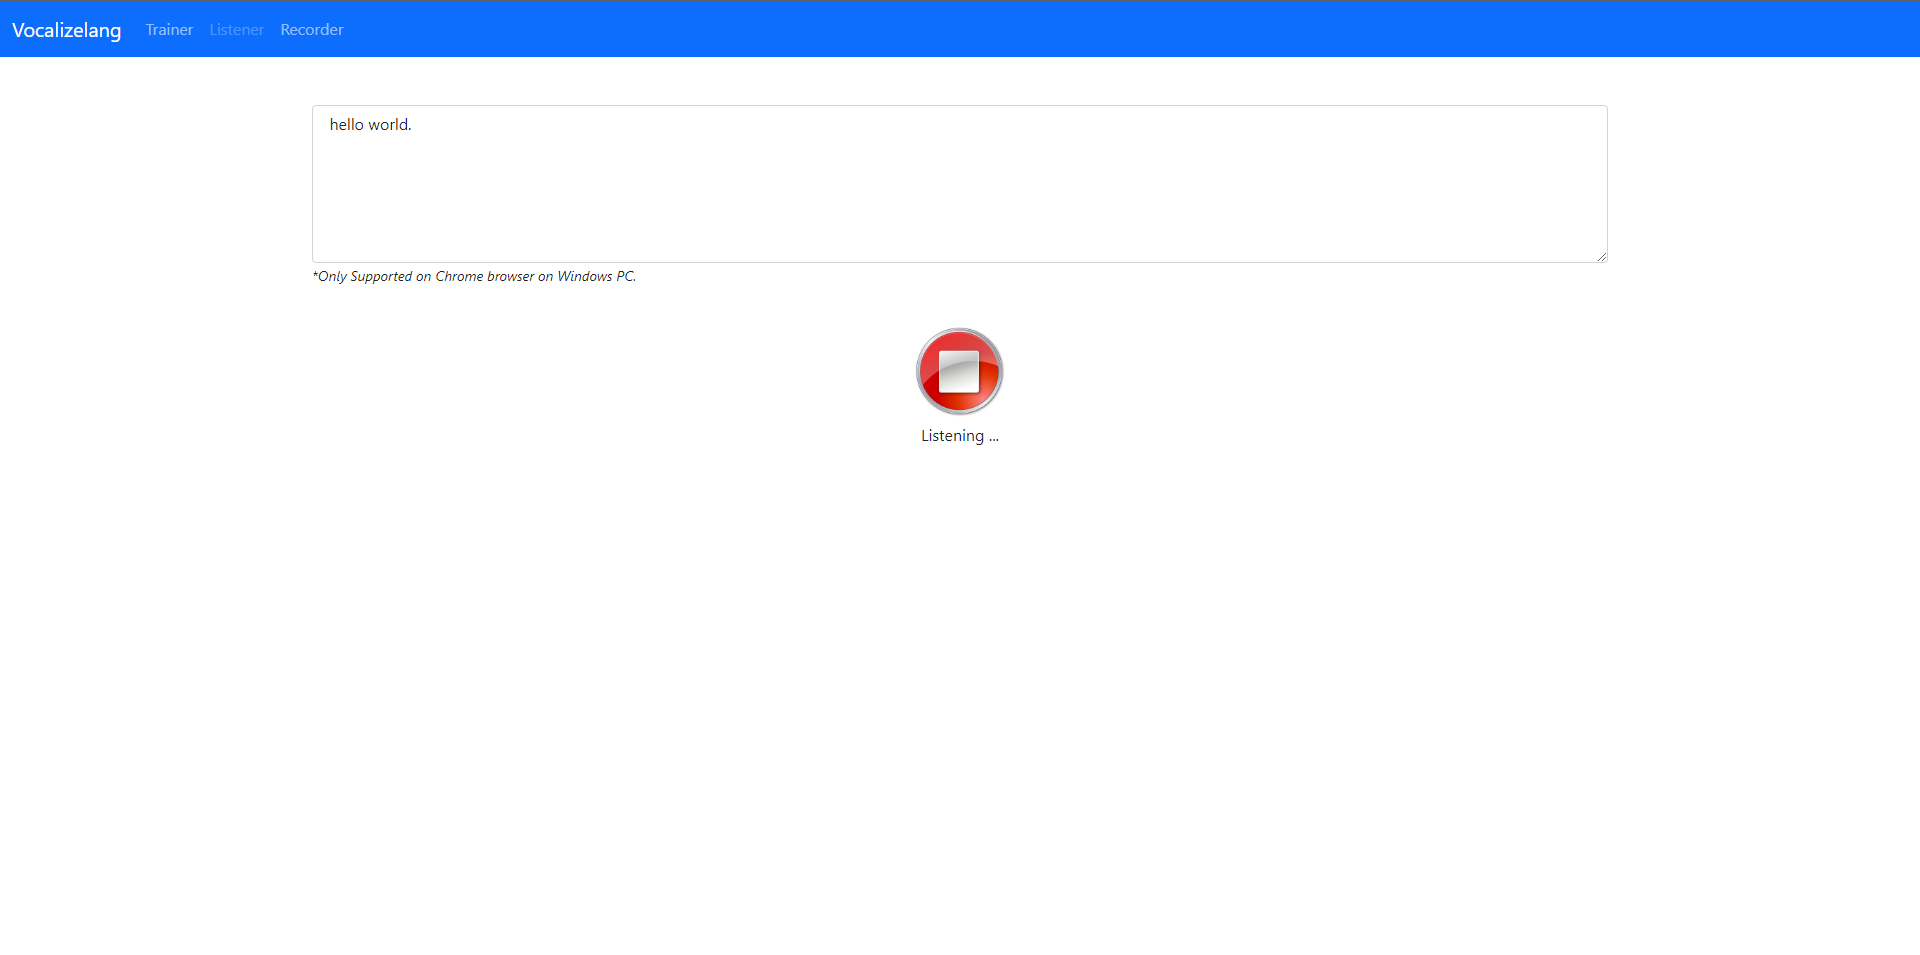 Vocalizelang Trainer Listener Recorder
hello world.
*Only Supported on Chrome browser on Windows PC.
Listening ...